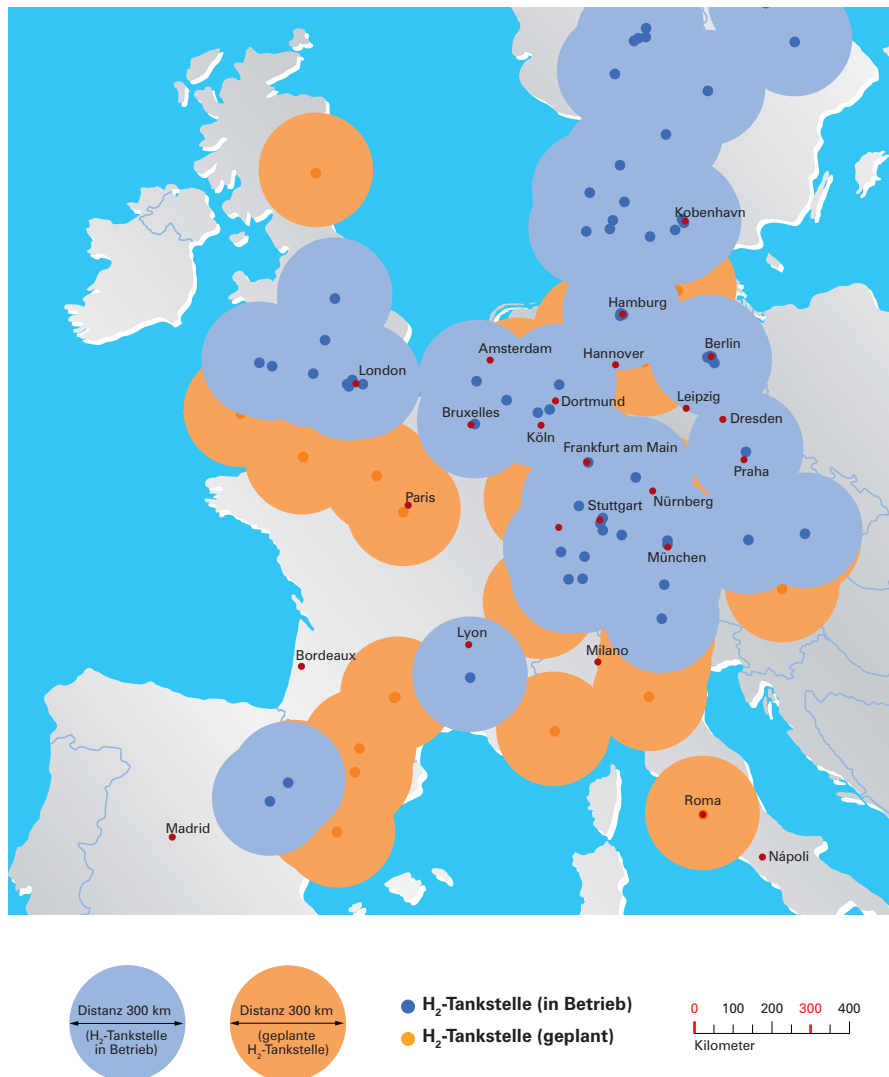 Kobenhavn
Hamburg
Amsterdam
Hannover
Berlin
London
Dortmund
Leipzig
Bruxelles
Dresden
Köln
Frankfurt am Main
Praha
Paris
Stuttgart
Nürnberg
München
Lyon
Bordeaux
Milano
Roma
Madrid
Nápoli
Distanz 300 km
(H₂-Tankstelle
in Betrieb)
Distanz 300 km
(geplante
H₂-Tankstelle)
H₂-Tankstelle (in Betrieb)
H₂-Tankstelle (geplant)
0 100 200 300 400
Kilometer